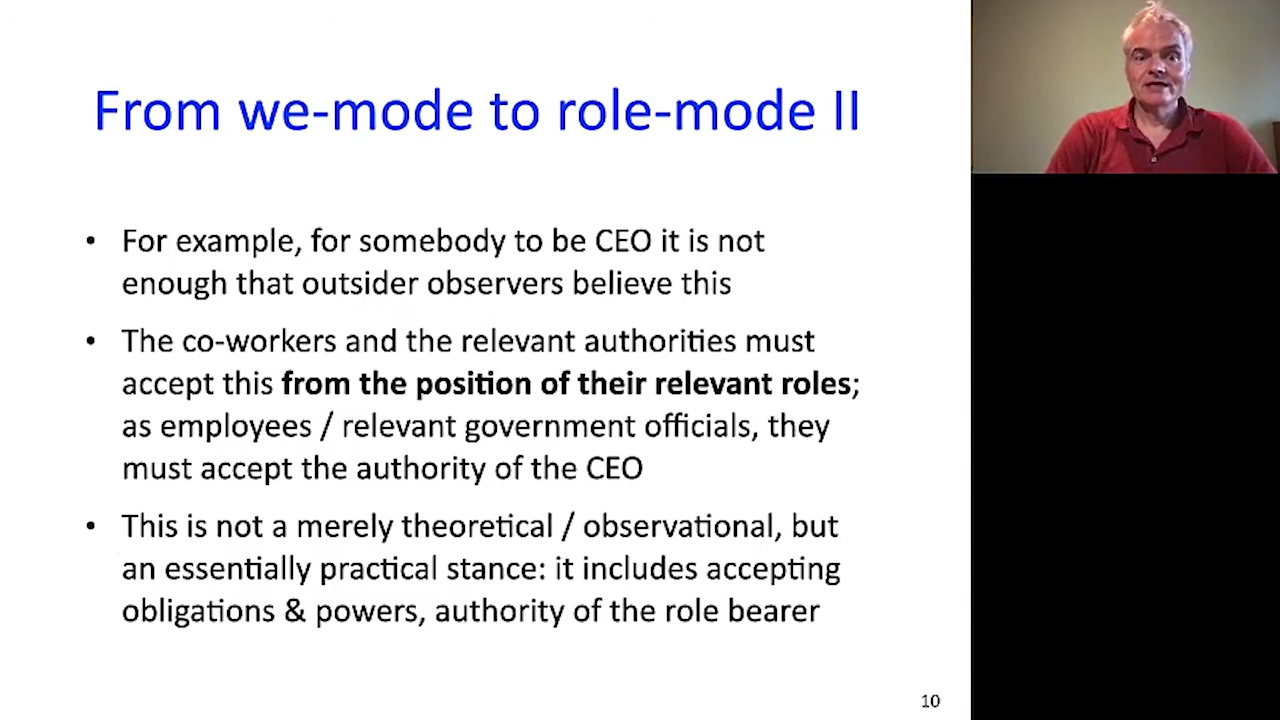 From we-mode to role-mode II
• For example, for somebody to be CEO it is not
enough that outsider observers believe this
• The co-workers and the relevant authorities must
accept this from the position of their relevant roles;
as employees / relevant government officials, they
must accept the authority of the CEO
• This is not a merely theoretical / observational, but
an essentially practical stance: it includes accepting
obligations & powers, authority of the role bearer
10